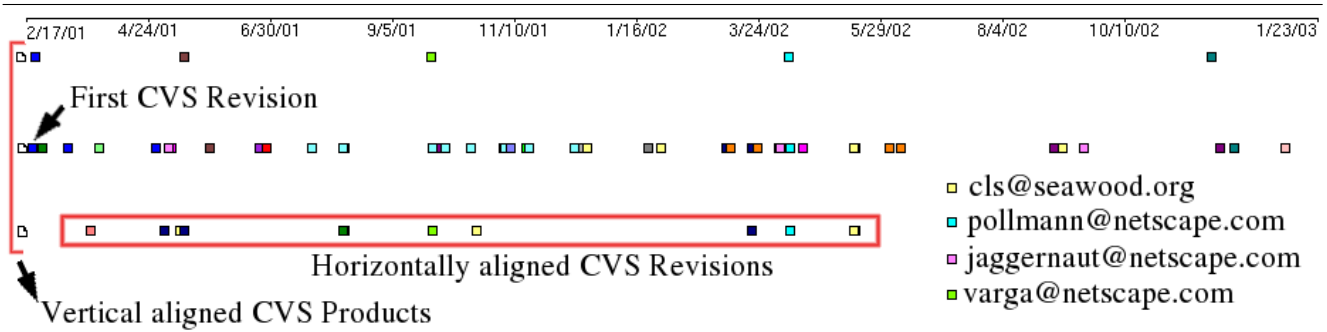 2/17/01 4/24/01 6/30/01 9/5/01 11/10/01 1/16/02 3/24/02 5/29/02 8/4/02 10/10/02 1/23/03
First CVS Revision
cls@seawood.org
pollmann@netscape.com
jaggernaut@netscape.com
varga@netscape.com
Horizontally aligned CVS Revisions
Vertical aligned CVS Products